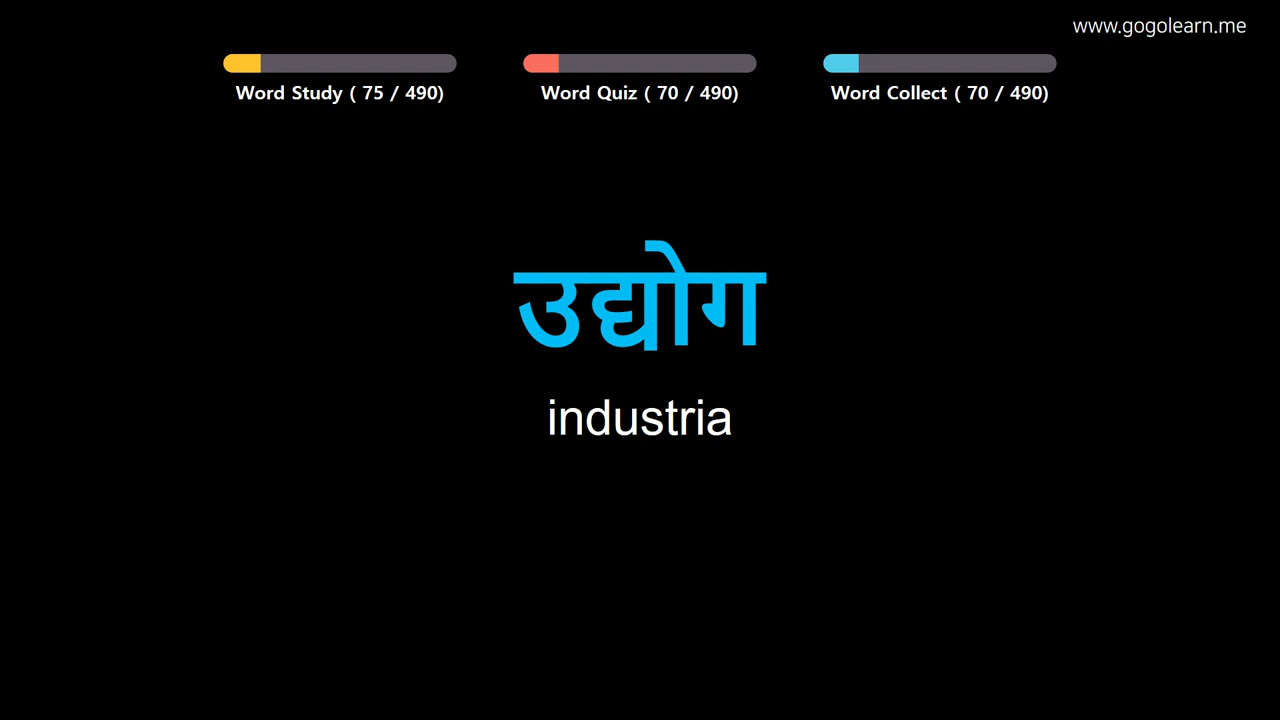 www.gogolearn.me
Word Study ( 75 / 490)
Word Quiz ( 70 / 490)
Word Collect ( 70 / 490)
उद्योग
industria